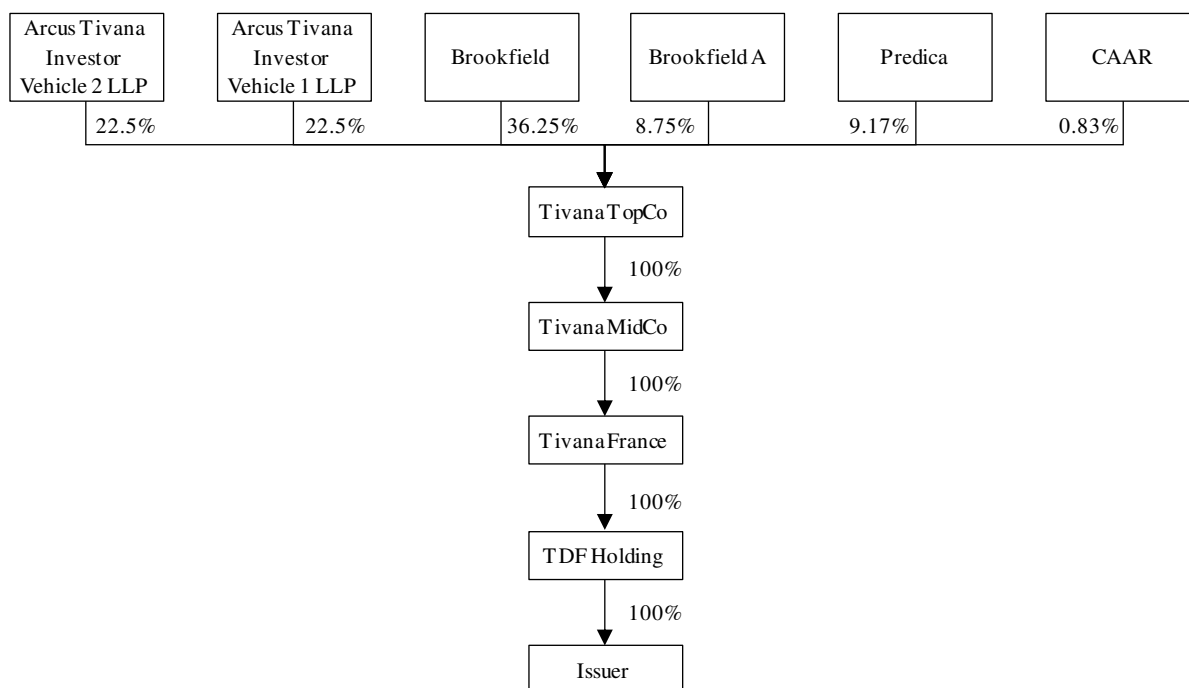 Arcus Tivana
Investor
Vehicle 2 LLP
Arcus Tivana
Investor
Vehicle 1 LLP
Brookfield
Brookfield A
Predica
CAAR
22.5%
22.5%
36.25%
8.75%
9.17%
0.83%
Tivana TopCo
100%
Tivana MidCo
100%
Tivana France
100%
TDF Holding
100%
Issuer